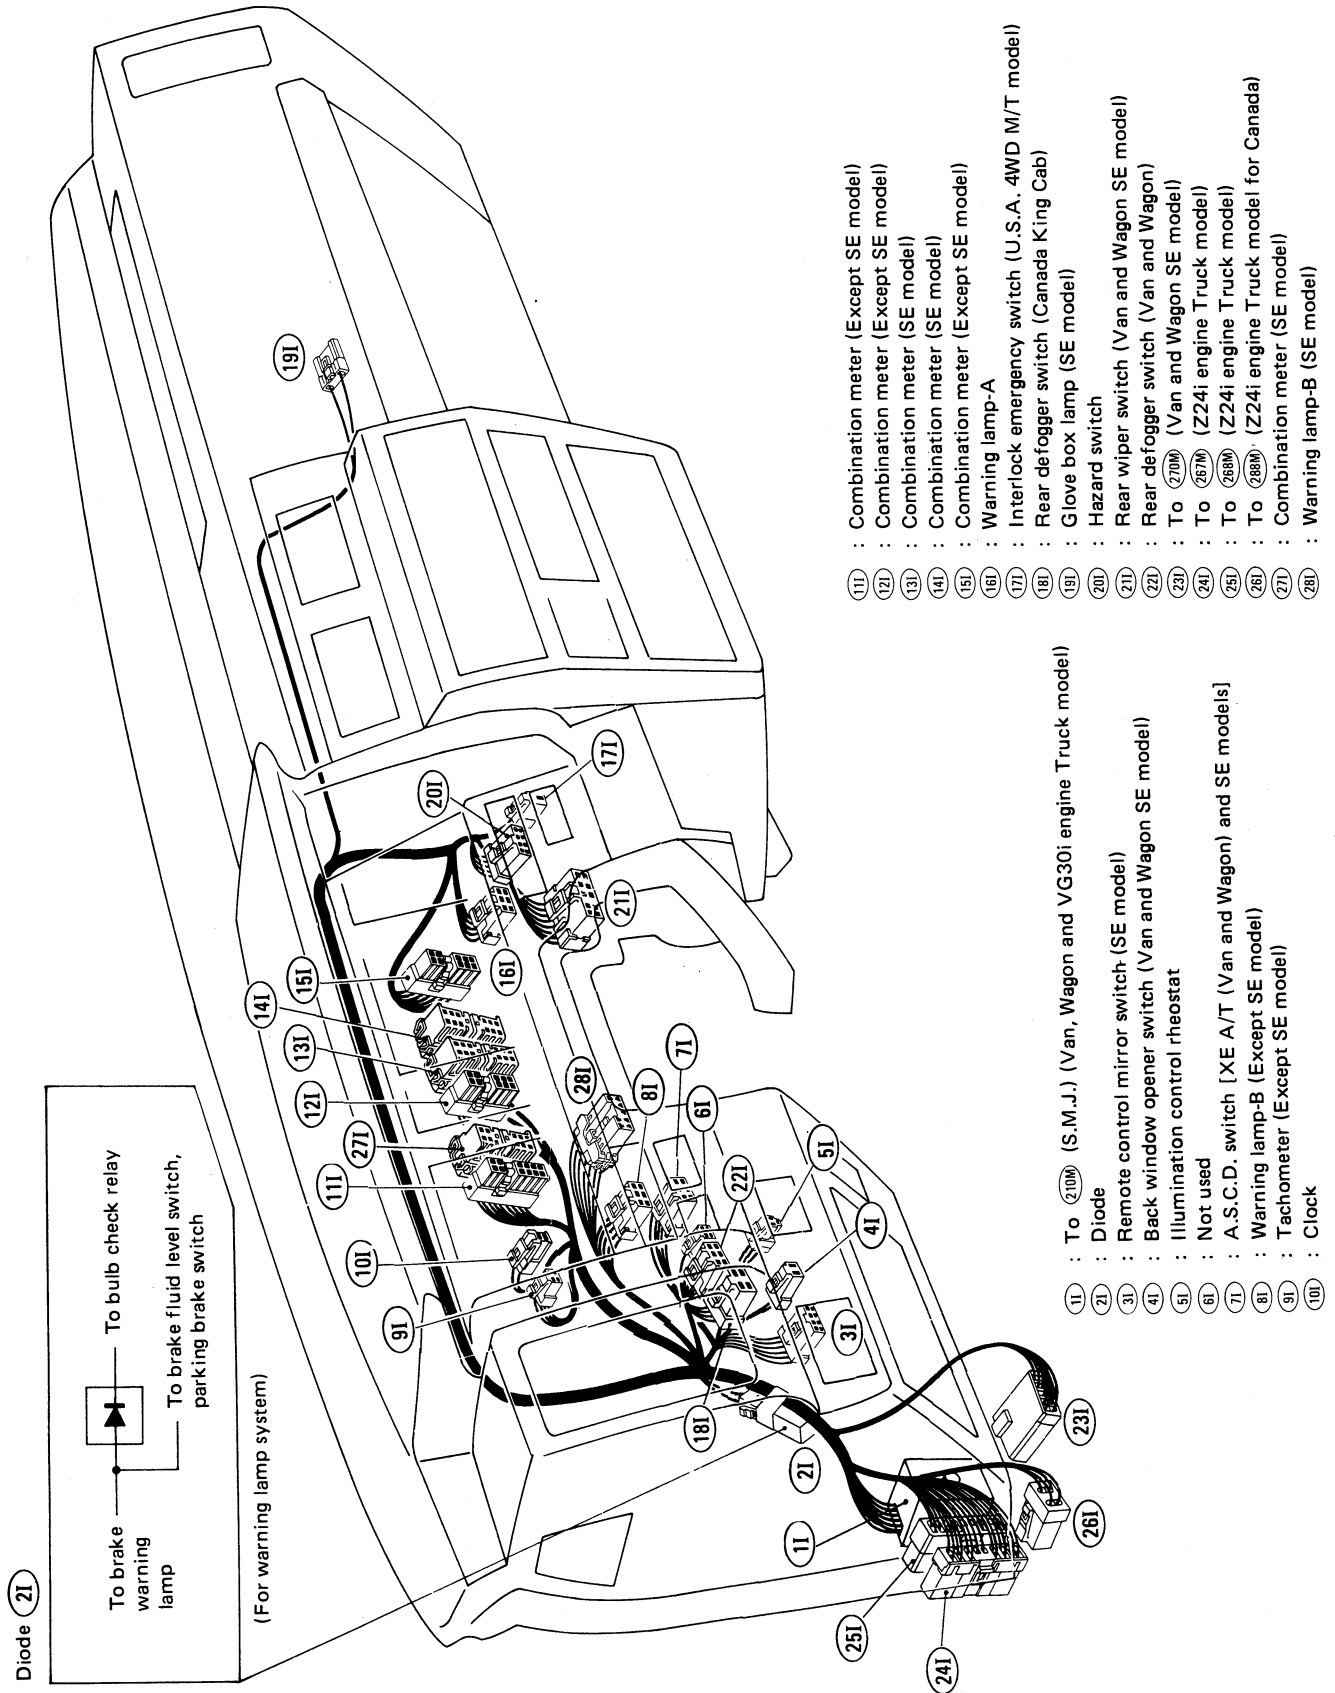 Diode 2I
To brake
warning
lamp
To bulb check relay
To brake fluid level switch,
parking brake switch
(For warning lamp system)
19I
20I
17I
15I
16I
21I
14I
13I
12I
27I
11I
10I
9I
28I
8I
7I
6I
22I
5I
4I
3I
18I
2I
1I
23I
26I
25I
24I
1I : To 210M (S.M.J.) (Van, Wagon and VG30i engine Truck model)
2I : Diode
3I : Remote control mirror switch (SE model)
4I : Back window opener switch (Van and Wagon SE model)
5I : Illumination control rheostat
6I : Not used
7I : A.S.C.D. switch [XE A/T (Van and Wagon) and SE models]
8I : Warning lamp-B (Except SE model)
9I : Tachometer (Except SE model)
10I : Clock
11I : Combination meter (Except SE model)
12I : Combination meter (Except SE model)
13I : Combination meter (SE model)
14I : Combination meter (SE model)
15I : Combination meter (Except SE model)
16I : Warning lamp-A
17I : Interlock emergency switch (U.S.A. 4WD M/T model)
18I : Rear defogger switch (Canada King Cab)
19I : Glove box lamp (SE model)
20I : Hazard switch
21I : Rear wiper switch (Van and Wagon SE model)
22I : Rear defogger switch (Van and Wagon)
23I : To 270M (Van and Wagon SE model)
24I : To 267M (Z24i engine Truck model)
25I : To 268M (Z24i engine Truck model)
26I : To 288M (Z24i engine Truck model for Canada)
27I : Combination meter (SE model)
28I : Warning lamp-B (SE model)